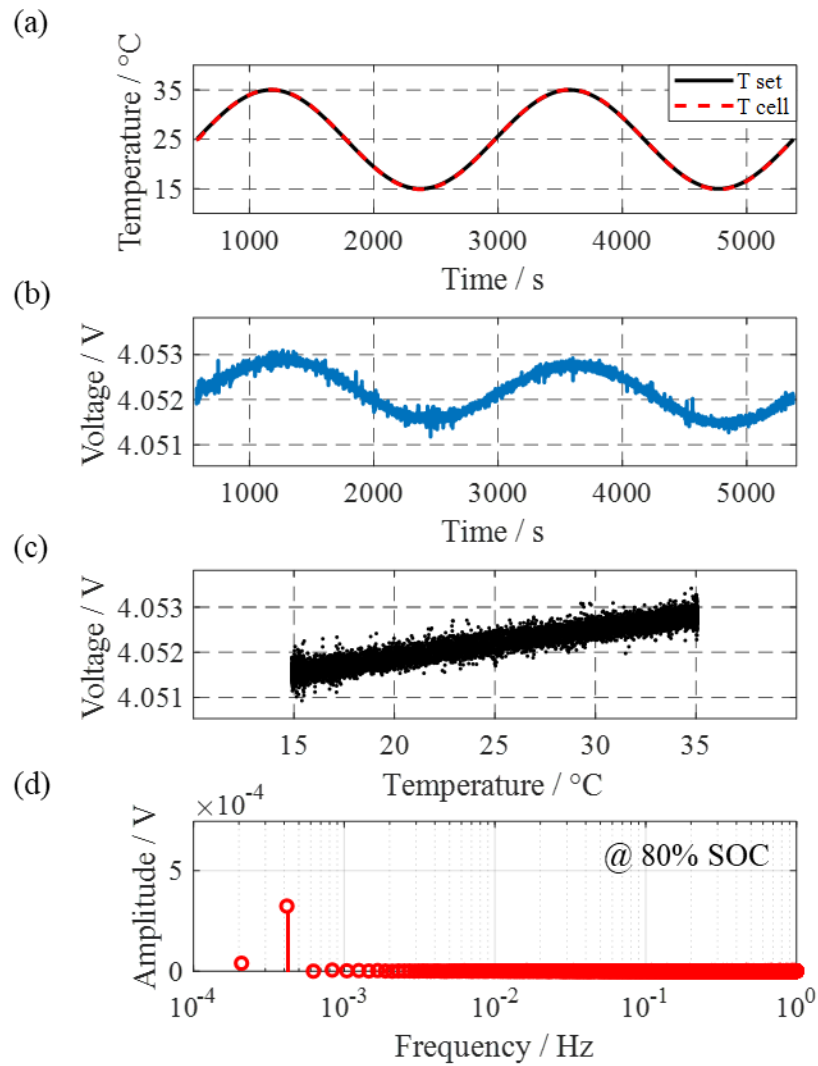 (a)
Temperature / °C
35
25
15
T set
T cell
1000 2000 3000 4000 5000
Time / s
(b)
Voltage / V
4.053
4.052
4.051
1000 2000 3000 4000 5000
Time / s
(c)
Voltage / V
4.053
4.052
4.051
15 20 25 30 35
Temperature / °C
(d)
×10⁻⁴
Amplitude / V
5
0
@ 80% SOC
10⁻⁴ 10⁻³ 10⁻² 10⁻¹ 10⁰
Frequency / Hz